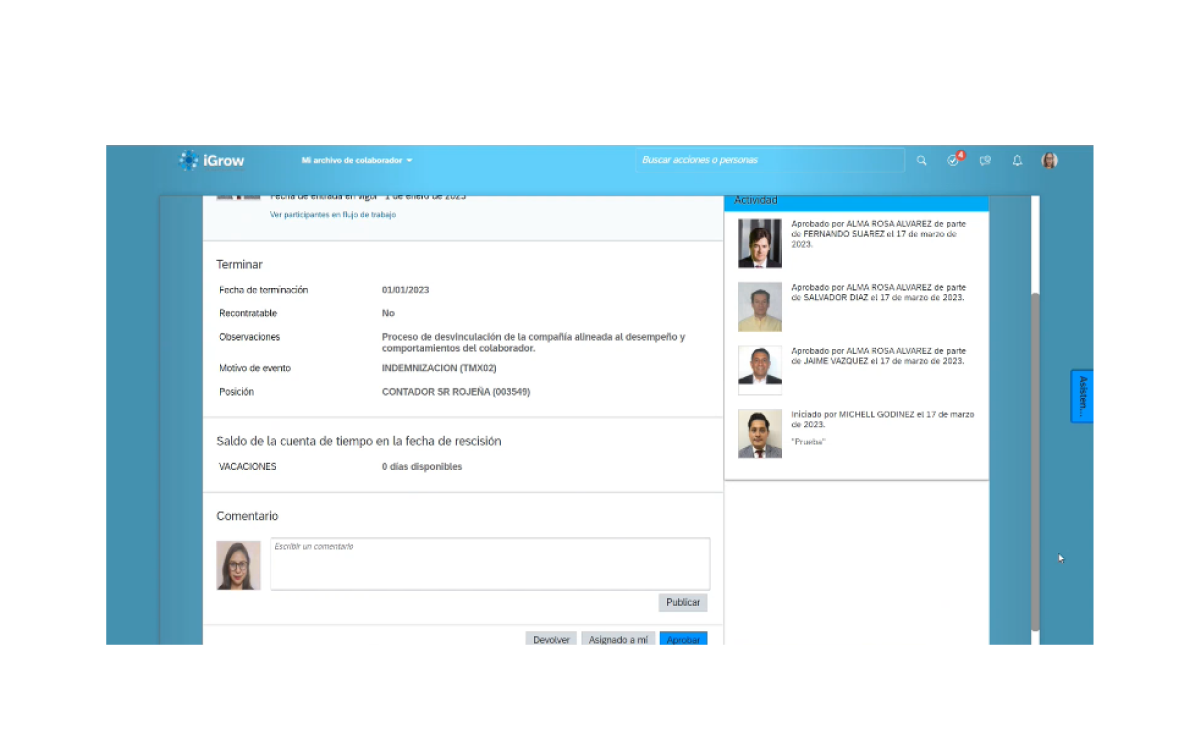 iGrow
Mi archivo de colaborador
Buscar acciones o personas
4
Fecha de entrada en vigor 1 de enero de 2023
Ver participantes en flujo de trabajo
Terminar
Fecha de terminación 01/01/2023
Recontratable No
Observaciones Proceso de desvinculación de la compañía alineada al desempeño y
comportamientos del colaborador.
Motivo de evento INDEMNIZACION (TMX02)
Posición CONTADOR SR ROJEÑA (003549)
Saldo de la cuenta de tiempo en la fecha de rescisión
VACACIONES 0 días disponibles
Comentario
Escribir un comentario
Publicar
Devolver Asignado a mí Aprobar
Actividad
Aprobado por ALMA ROSA ALVAREZ de parte
de FERNANDO SUAREZ el 17 de marzo de
2023.
Aprobado por ALMA ROSA ALVAREZ de parte
de SALVADOR DIAZ el 17 de marzo de 2023.
Aprobado por ALMA ROSA ALVAREZ de parte
de JAIME VAZQUEZ el 17 de marzo de 2023.
Iniciado por MICHELL GODINEZ el 17 de marzo
de 2023.
"Prueba"
Asisten...